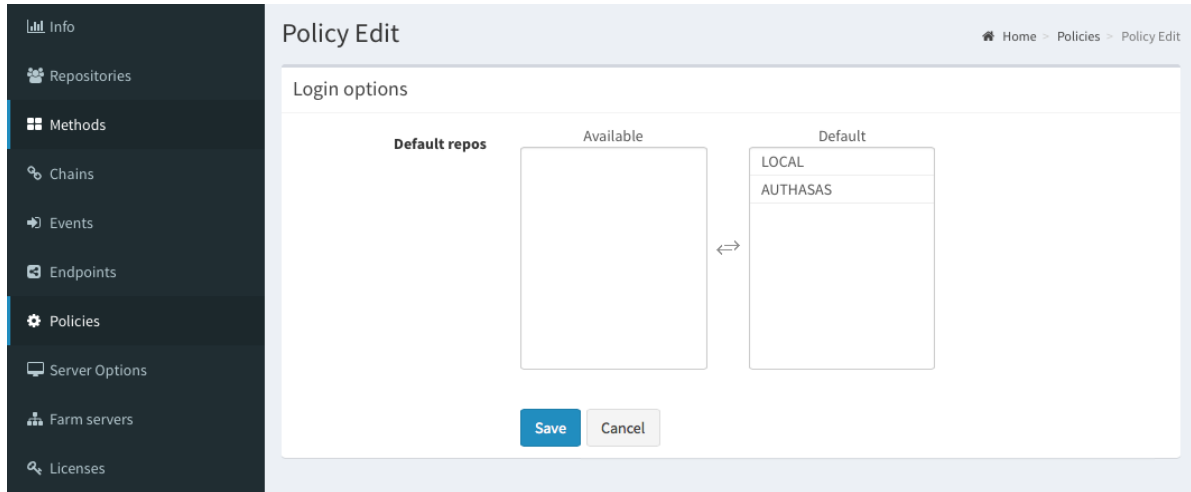 Info
Repositories
Methods
Chains
Events
Endpoints
Policies
Server Options
Farm servers
Licenses
Policy Edit
Home > Policies > Policy Edit
Login options
Default repos
Available
Default
LOCAL
AUTHASAS
Save Cancel